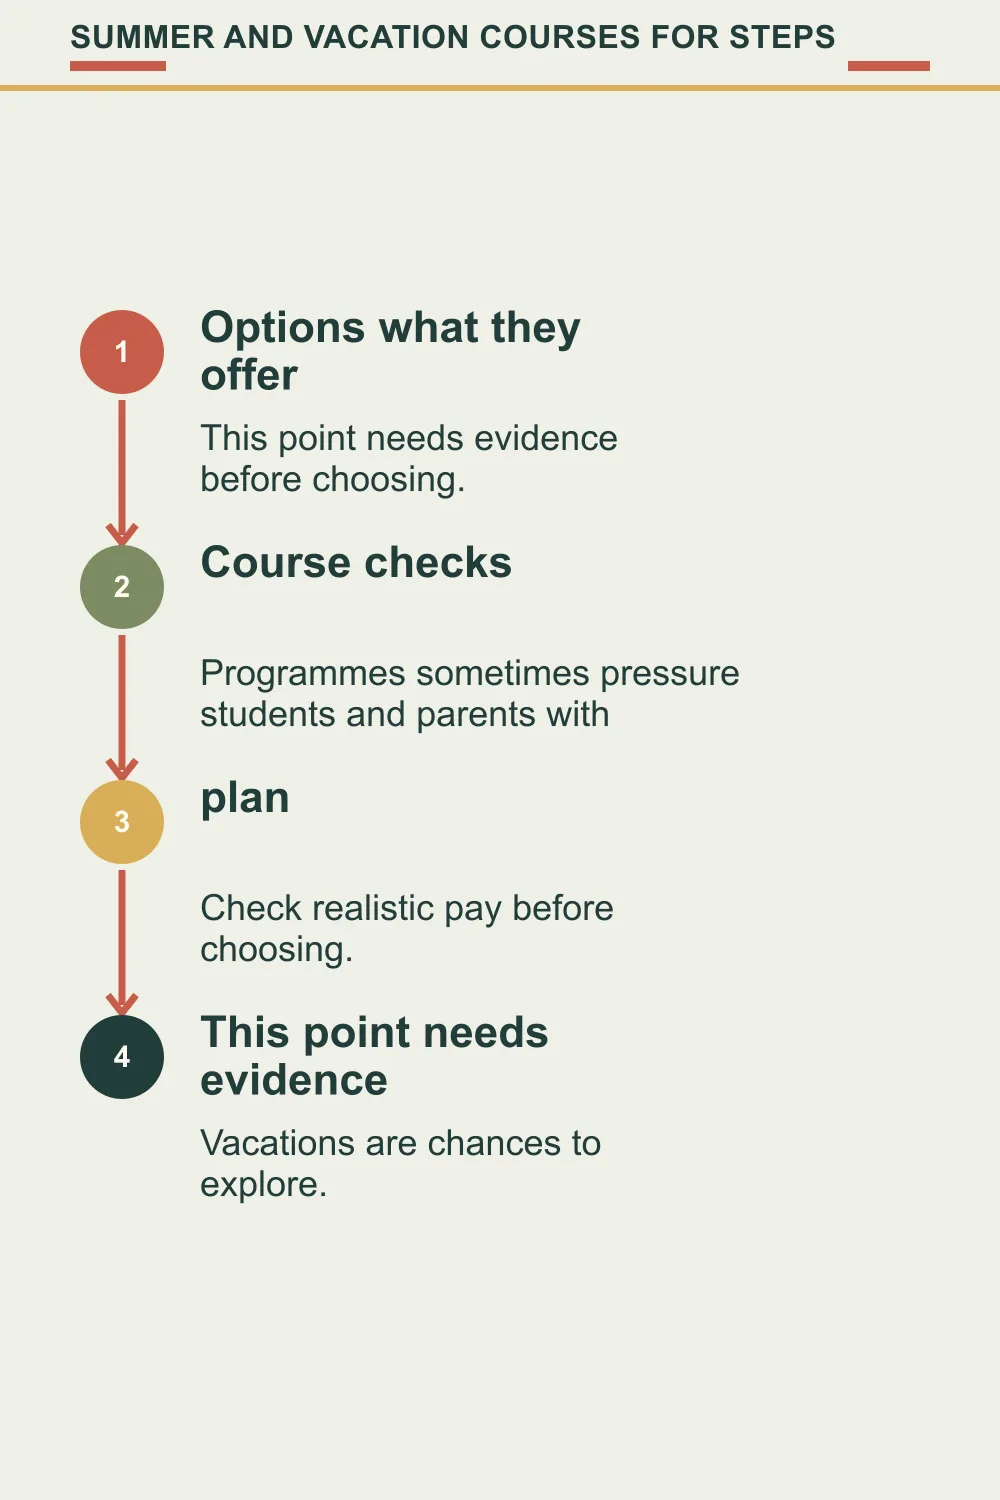 SUMMER AND VACATION COURSES FOR STEPS
1
Options what they
offer
This point needs evidence
before choosing.
2
Course checks
Programmes sometimes pressure
students and parents with
3
plan
Check realistic pay before
choosing.
4
This point needs
evidence
Vacations are chances to
explore.